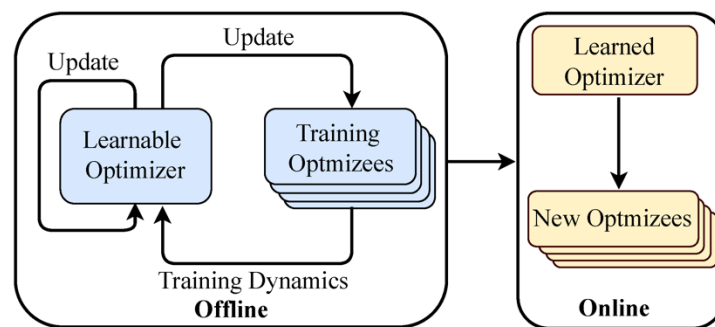 Update
Update
Learnable
Optimizer
Training
Optmizees
Training Dynamics
Offline
Learned
Optimizer
New Optmizees
Online